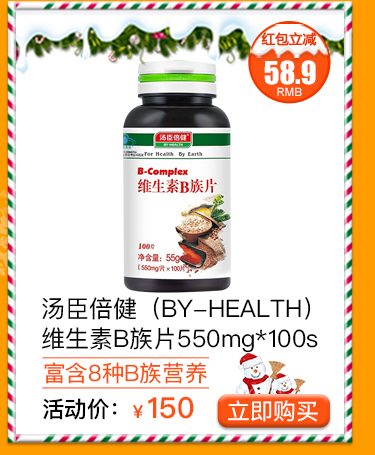 红包立减
58.9
RMB
汤臣倍健®
BY-HEALTH
For Health By Earth
B-Complex
维生素B族片
100片
净含量：55g
(550mg/片×100片)
汤臣倍健（BY-HEALTH）
维生素B族片550mg*100s
富含8种B族营养
活动价：¥150
立即购买